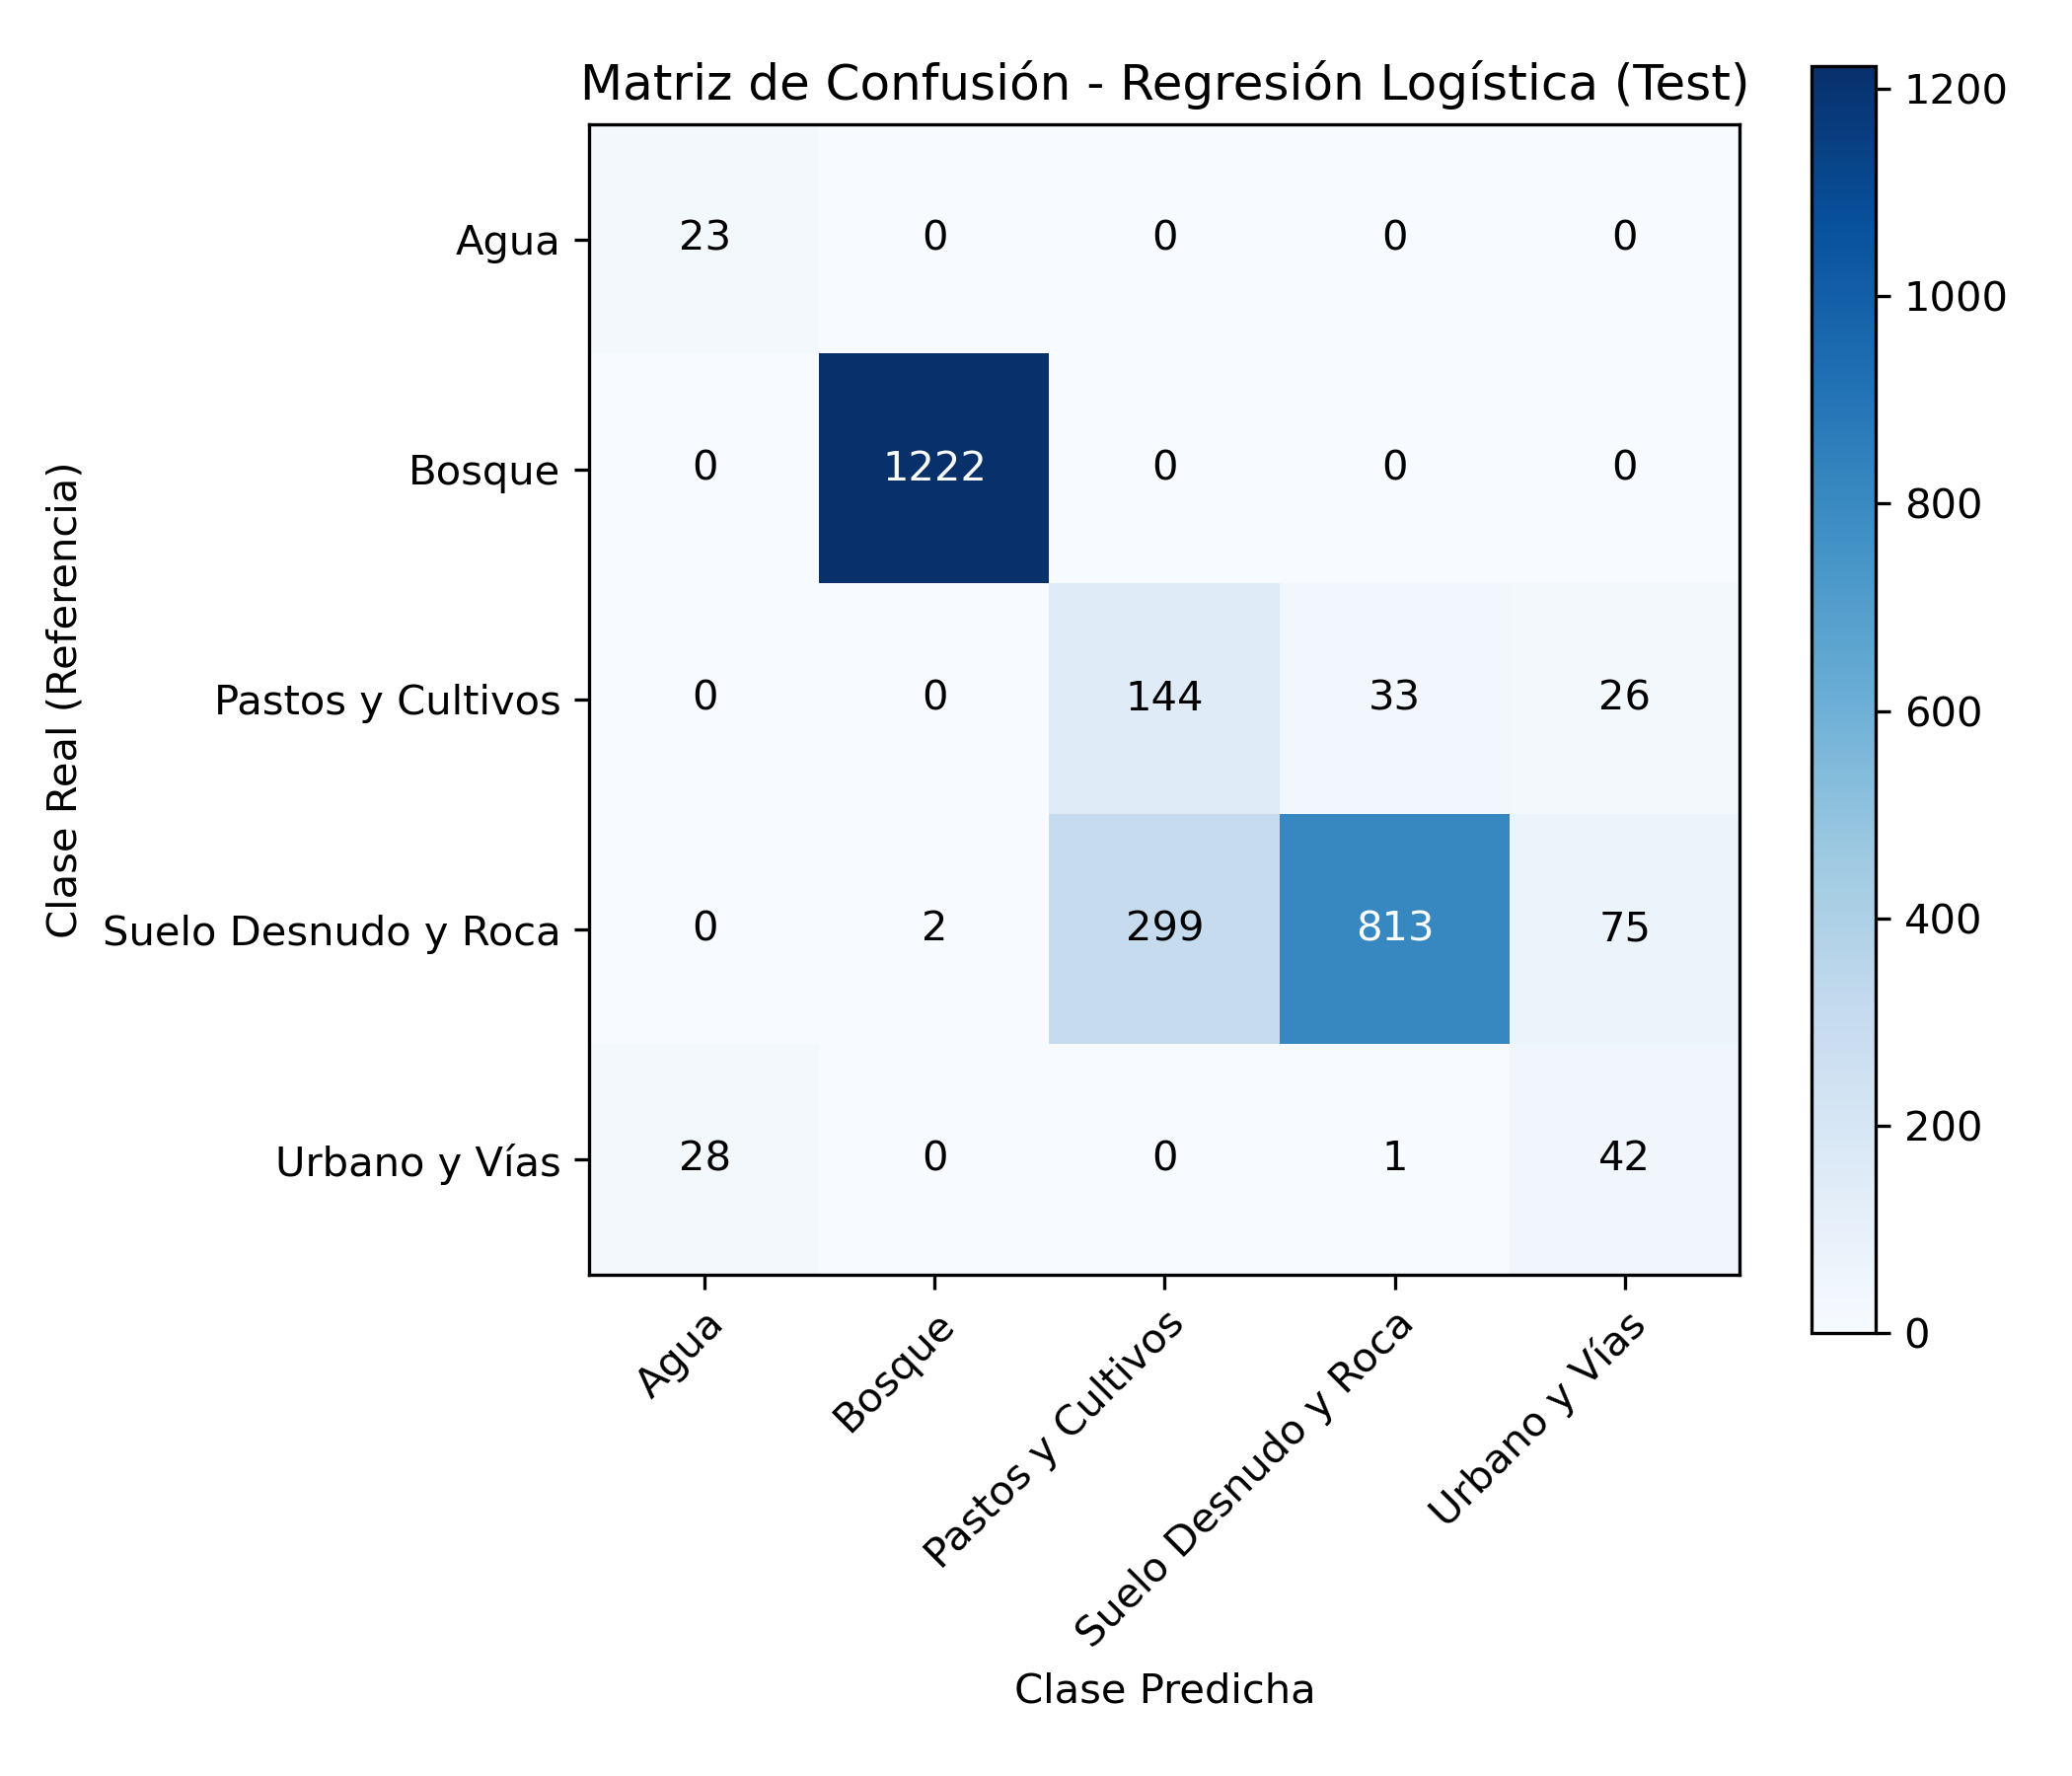 Matriz de Confusión - Regresión Logística (Test)
Clase Real (Referencia)
Agua 23 0 0 0 0
Bosque 0 1222 0 0 0
Pastos y Cultivos 0 0 144 33 26
Suelo Desnudo y Roca 0 2 299 813 75
Urbano y Vías 28 0 0 1 42
Agua
Bosque
Pastos y Cultivos
Suelo Desnudo y Roca
Urbano y Vías
Clase Predicha
1200
1000
800
600
400
200
0